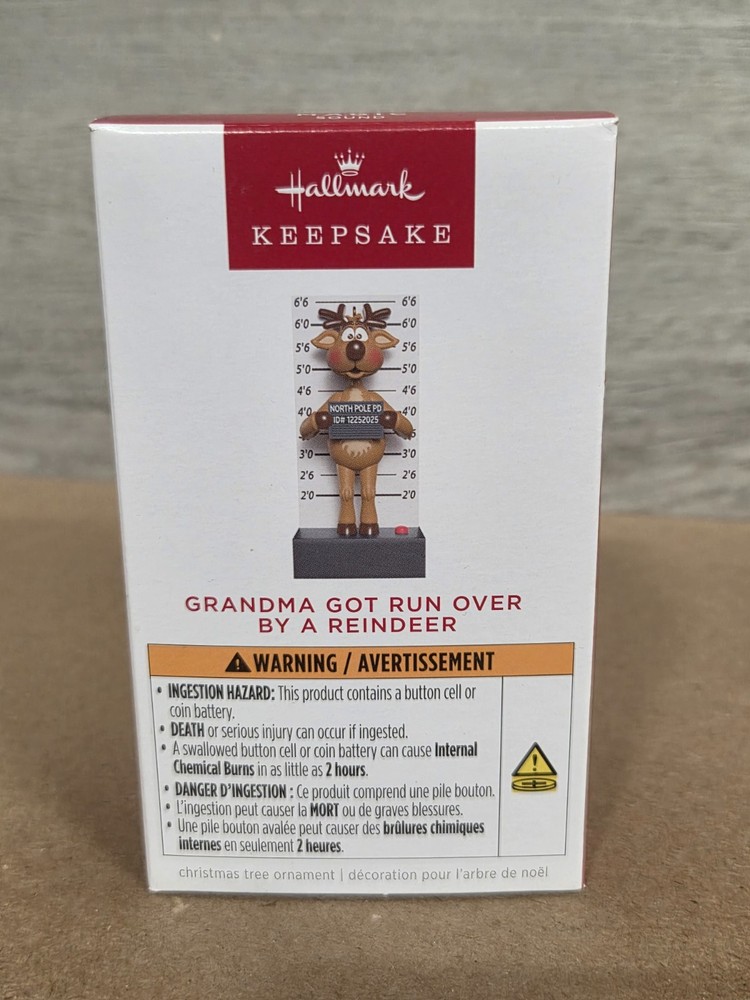 SOUND
Hallmark
KEEPSAKE
6'6 6'6
6'0 6'0
5'6 5'6
5'0 5'0
4'6 4'6
4'0 4'0
NORTH POLE PD
ID# 12252025
3'0 3'0
2'6 2'6
2'0 2'0
GRANDMA GOT RUN OVER
BY A REINDEER
WARNING / AVERTISSEMENT
• INGESTION HAZARD: This product contains a button cell or
coin battery.
• DEATH or serious injury can occur if ingested.
• A swallowed button cell or coin battery can cause Internal
Chemical Burns in as little as 2 hours.
• DANGER D'INGESTION : Ce produit comprend une pile bouton.
• L'ingestion peut causer la MORT ou de graves blessures.
• Une pile bouton avalée peut causer des brûlures chimiques
internes en seulement 2 heures.
christmas tree ornament | décoration pour l'arbre de noël